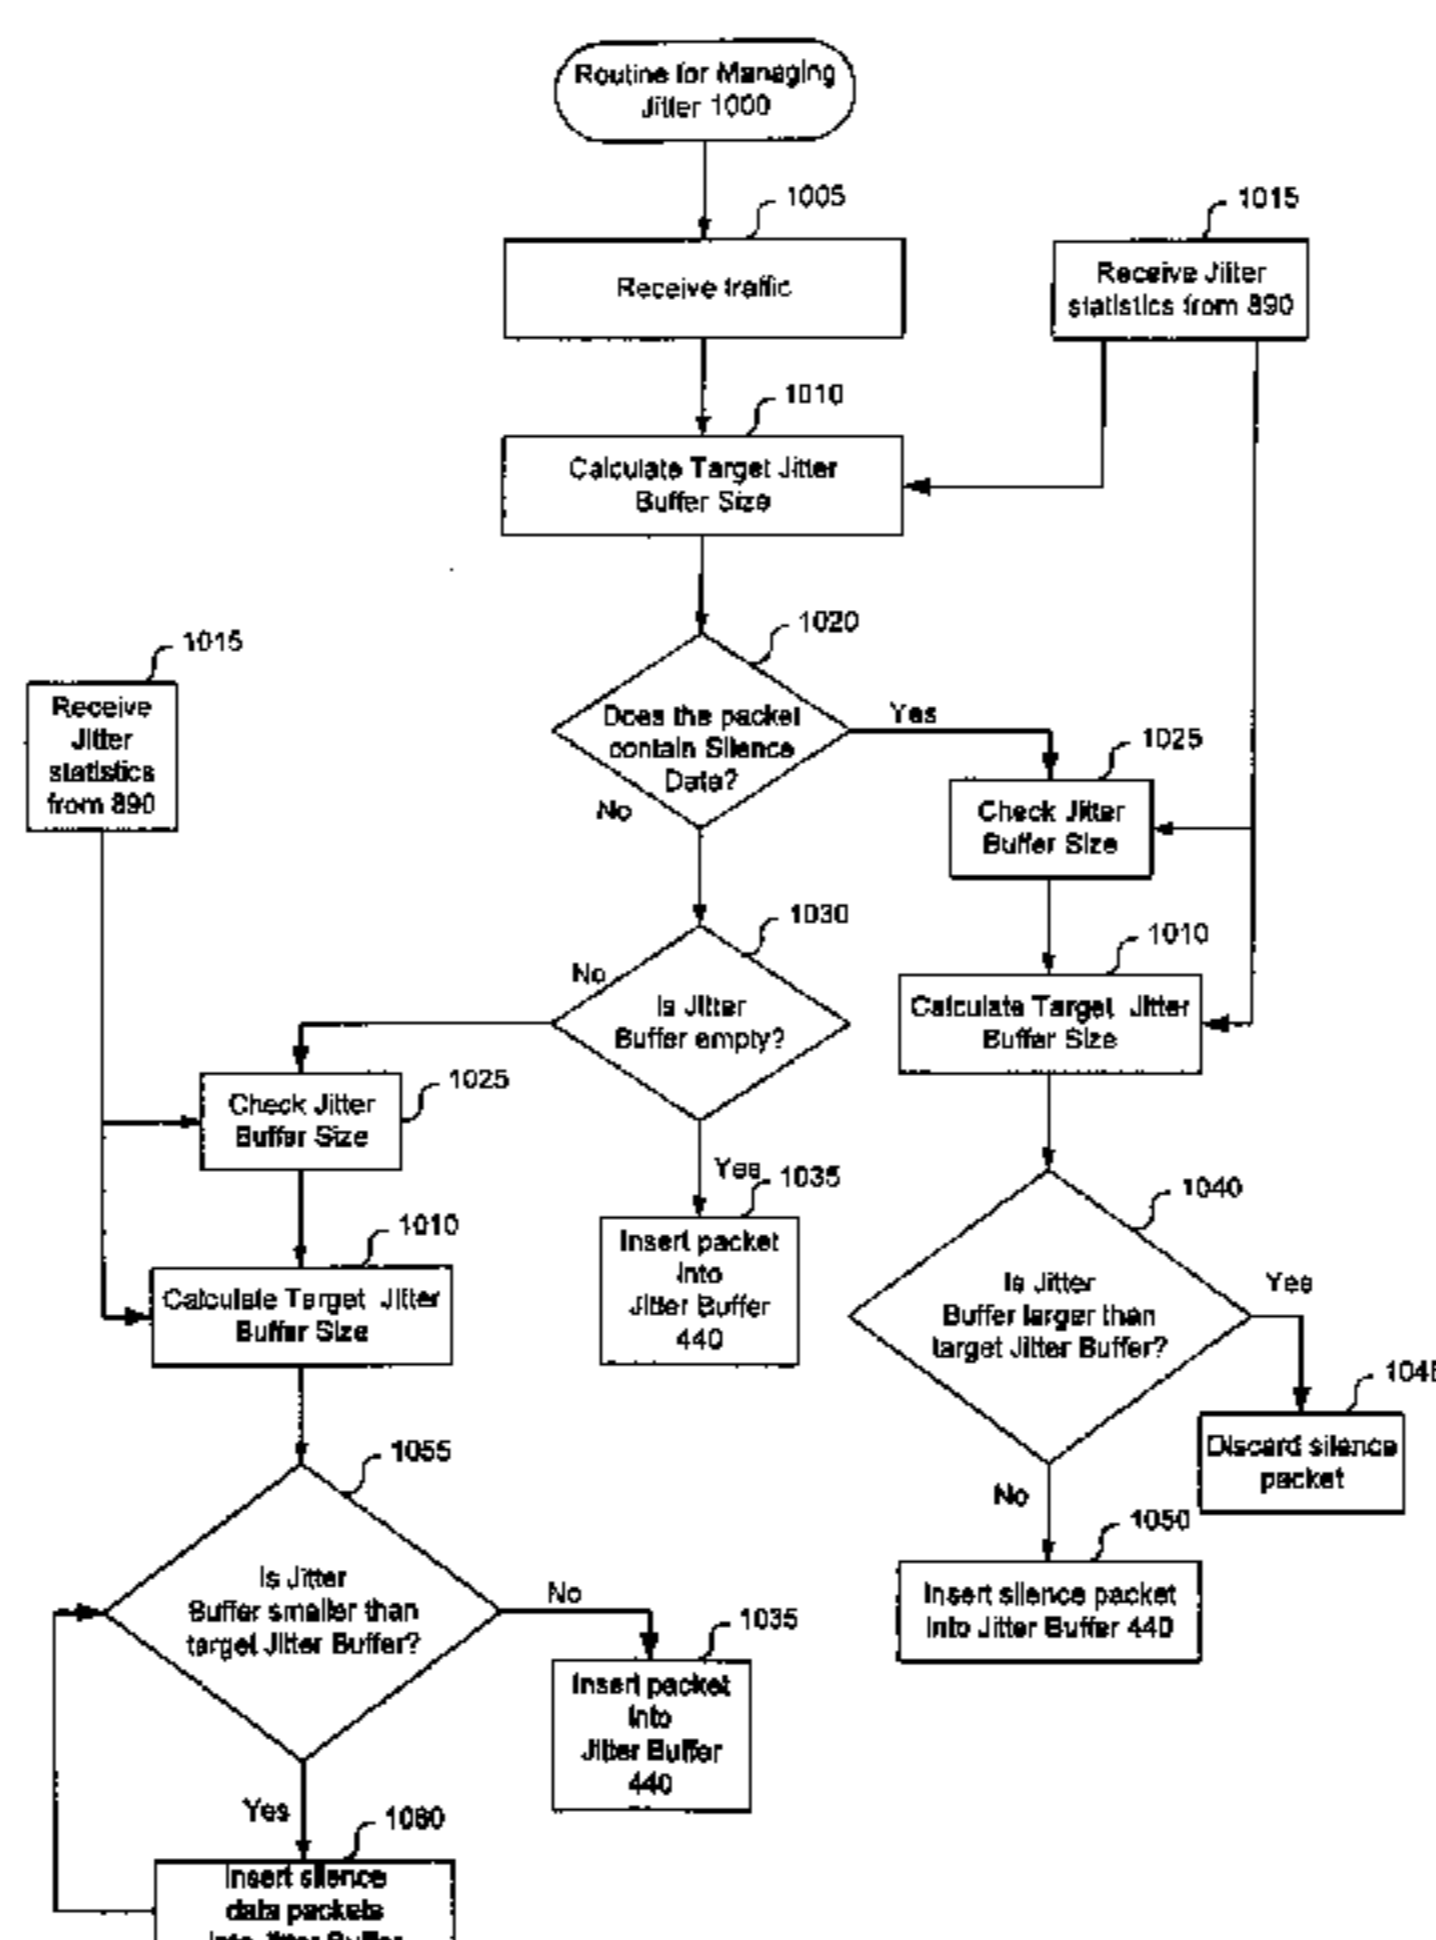 Routine for Managing
Jitter 1000
1005
Receive traffic
1015
Receive Jitter
statistics from 890
1010
Calculate Target Jitter
Buffer Size
1020
Does the packet
contain Silence
Data?
Yes
No
1015
Receive
Jitter
statistics
from 890
1025
Check Jitter
Buffer Size
1030
Is Jitter
Buffer empty?
No
Yes
1010
Calculate Target Jitter
Buffer Size
1025
Check Jitter
Buffer Size
1035
Insert packet
into
Jitter Buffer
440
1040
Is Jitter
Buffer larger than
target Jitter Buffer?
Yes
No
1010
Calculate Target Jitter
Buffer Size
Discard silence
packet
1050
Insert silence packet
into Jitter Buffer 440
1055
Is Jitter
Buffer smaller than
target Jitter Buffer?
No
Yes
1035
Insert packet
into
Jitter Buffer
440
Insert silence
data packets
into Jitter Buffer